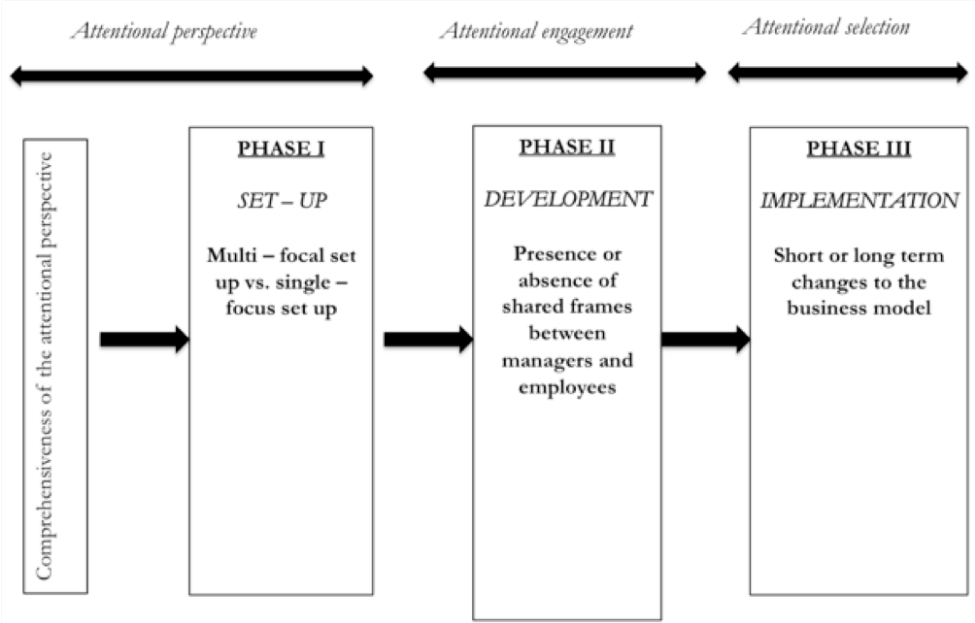 Attentional perspective
Attentional engagement
Attentional selection
Comprehensiveness of the attentional perspective
PHASE I
SET – UP
Multi – focal set
up vs. single –
focus set up
PHASE II
DEVELOPMENT
Presence or
absence of
shared frames
between
managers and
employees
PHASE III
IMPLEMENTATION
Short or long term
changes to the
business model